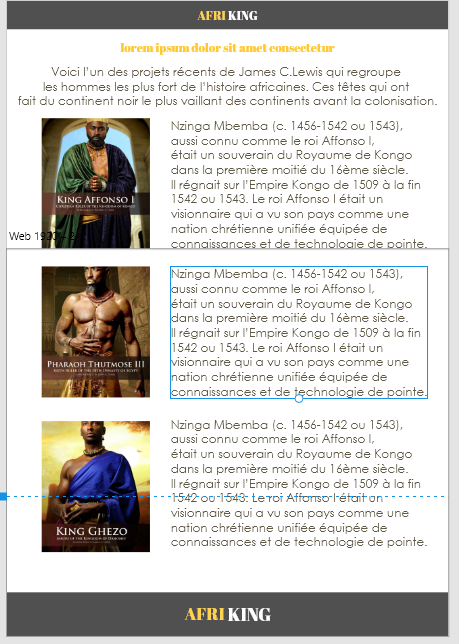 AFRI KING
lorem ipsum dolor sit amet consectetur
Voici l'un des projets récents de James C.Lewis qui regroupe
les hommes les plus fort de l'histoire africaines. Ces têtes qui ont
fait du continent noir le plus vaillant des continents avant la colonisation.
KING AFFONSO I
Nzinga Mbemba (c. 1456-1542 ou 1543),
aussi connu comme le roi Affonso I,
était un souverain du Royaume de Kongo
dans la première moitié du 16ème siècle.
Il régnait sur l'Empire Kongo de 1509 à la fin
1542 ou 1543. Le roi Affonso I était un
visionnaire qui a vu son pays comme une
nation chrétienne unifiée équipée de
connaissances et de technologie de pointe.
Web 1920
PHARAOH THUTMOSE III
Nzinga Mbemba (c. 1456-1542 ou 1543),
aussi connu comme le roi Affonso I,
était un souverain du Royaume de Kongo
dans la première moitié du 16ème siècle.
Il régnait sur l'Empire Kongo de 1509 à la fin
1542 ou 1543. Le roi Affonso I était un
visionnaire qui a vu son pays comme une
nation chrétienne unifiée équipée de
connaissances et de technologie de pointe.
KING GHEZO
Nzinga Mbemba (c. 1456-1542 ou 1543),
aussi connu comme le roi Affonso I,
était un souverain du Royaume de Kongo
dans la première moitié du 16ème siècle.
Il régnait sur l'Empire Kongo de 1509 à la fin
1542 ou 1543. Le roi Affonso I était un
visionnaire qui a vu son pays comme une
nation chrétienne unifiée équipée de
connaissances et de technologie de pointe.
AFRI KING